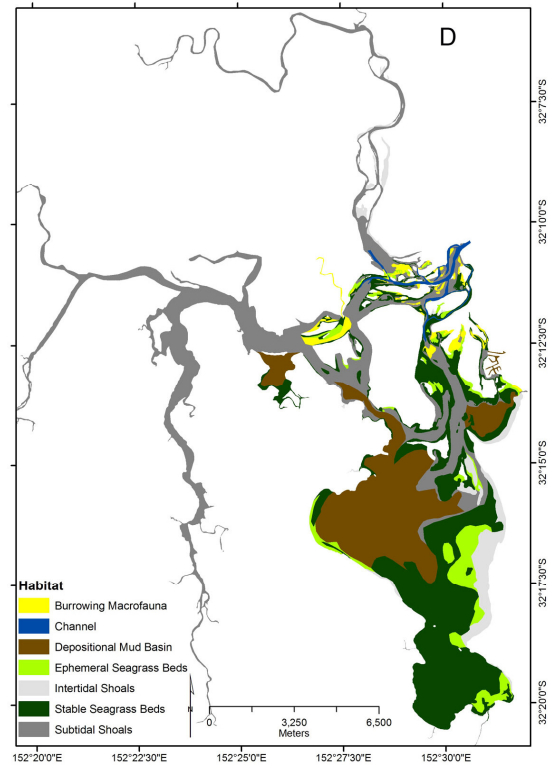 D
32°7'30"S
32°10'0"S
32°12'30"S
32°15'0"S
32°17'30"S
32°20'0"S
Habitat
Burrowing Macrofauna
Channel
Depositional Mud Basin
Ephemeral Seagrass Beds
Intertidal Shoals
Stable Seagrass Beds
Subtidal Shoals
N
0 3,250 6,500
Meters
152°20'0"E 152°22'30"E 152°25'0"E 152°27'30"E 152°30'0"E